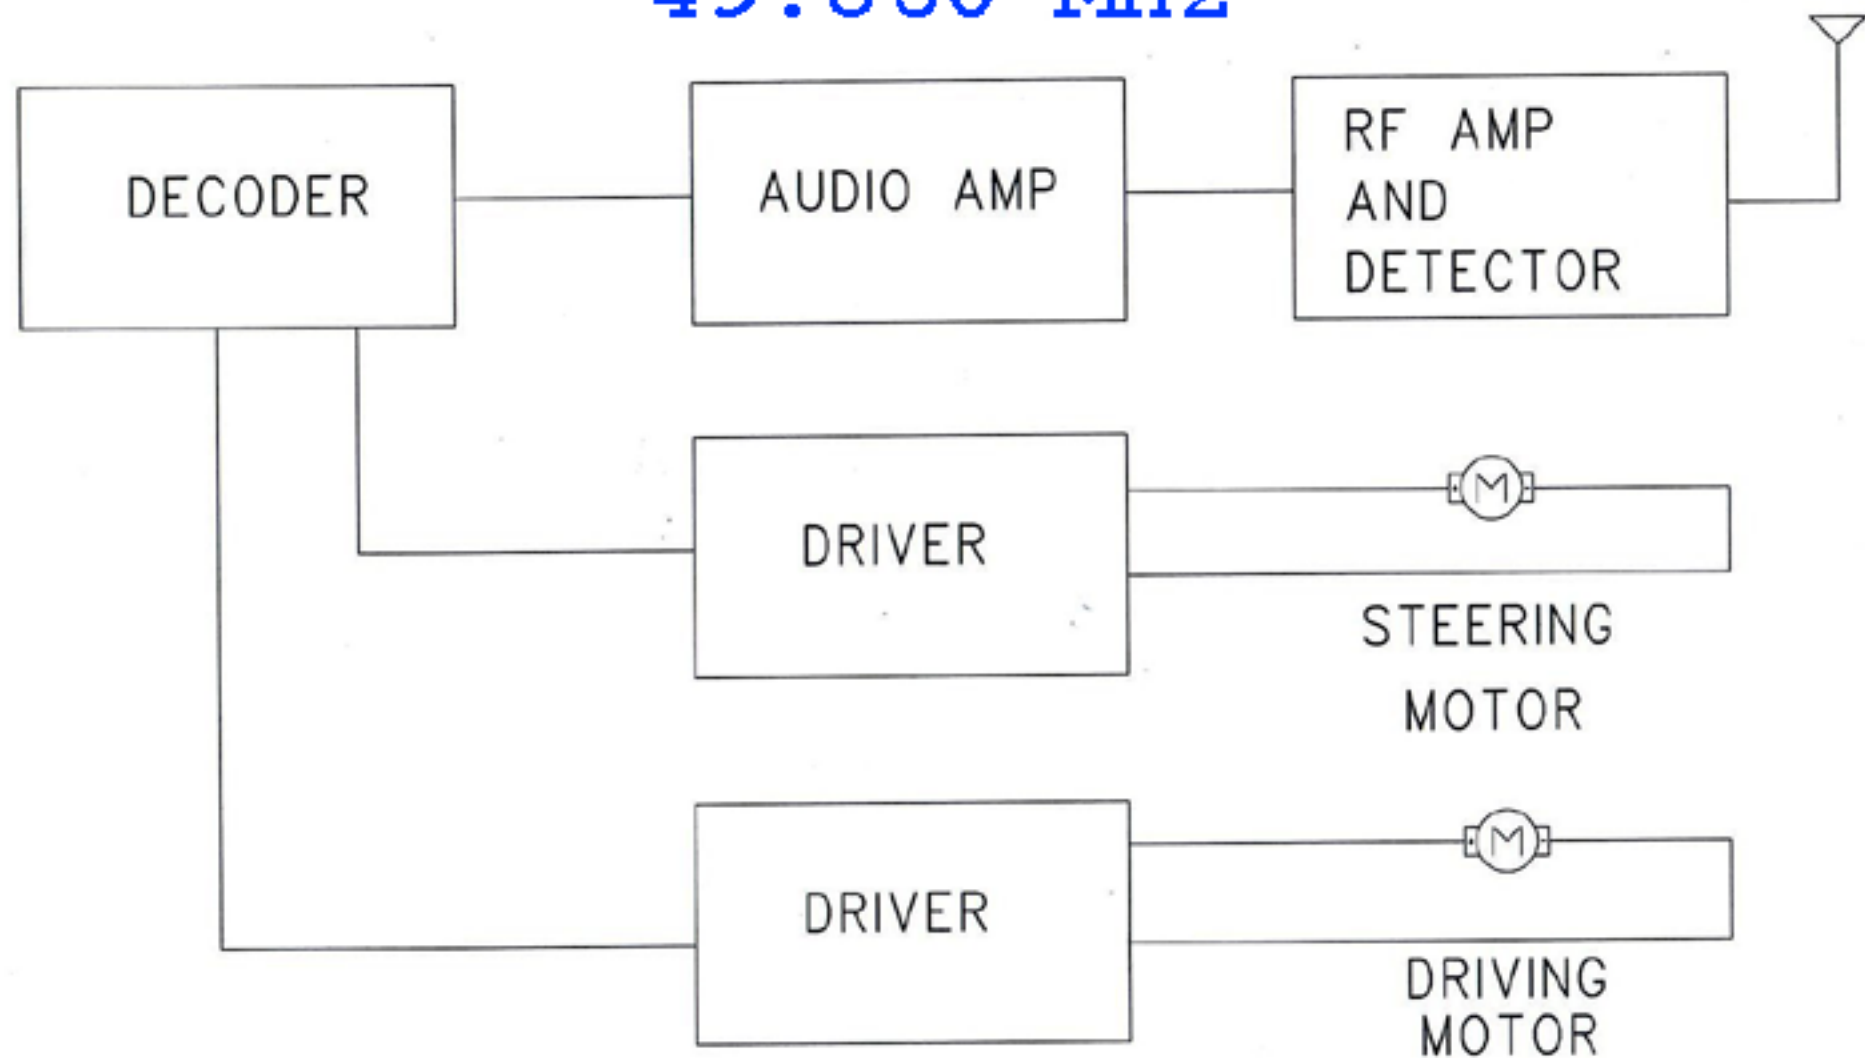 DECODER
AUDIO AMP
RF AMP
AND
DETECTOR
DRIVER
M
STEERING
MOTOR
DRIVER
M
DRIVING
MOTOR